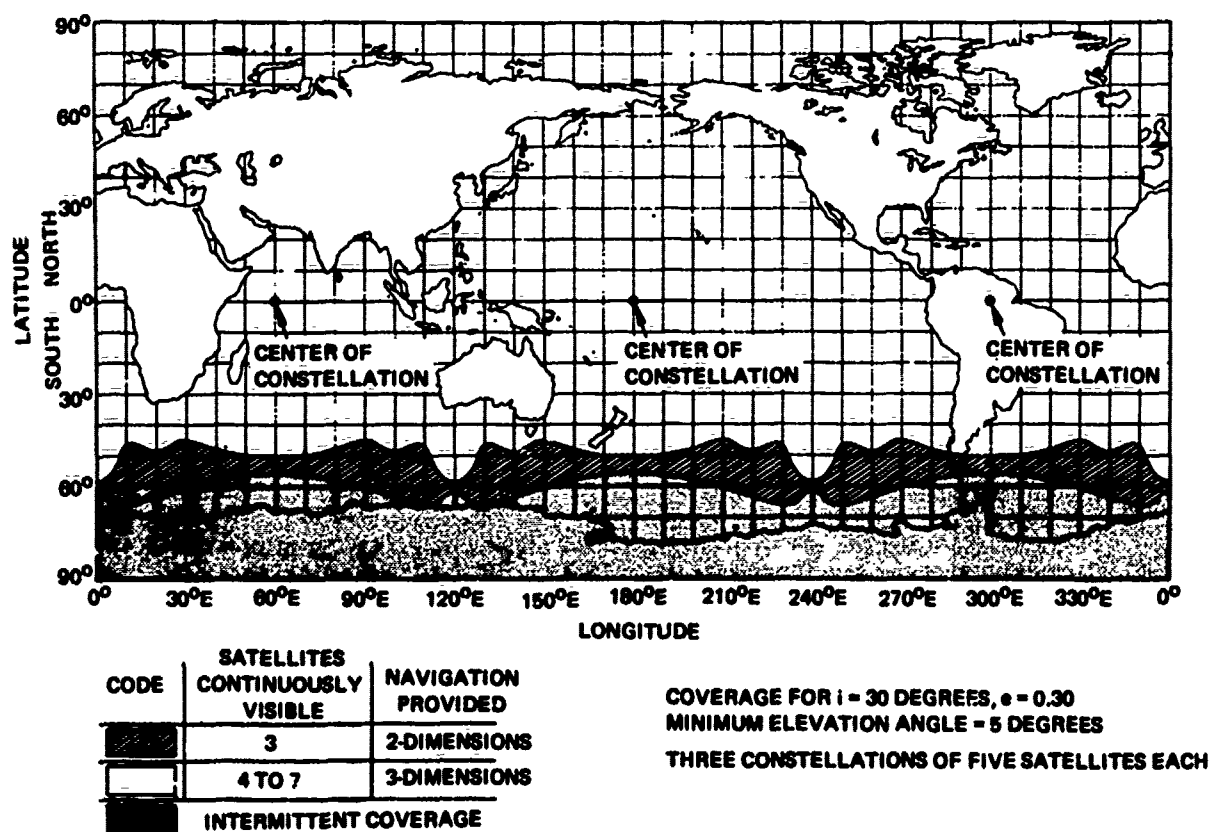 90°
60°
30°
0°
30°
60°
90°
LATITUDE
SOUTH NORTH
CENTER OF
CONSTELLATION
CENTER OF
CONSTELLATION
CENTER OF
CONSTELLATION
0° 30°E 60°E 90°E 120°E 150°E 180°E 210°E 240°E 270°E 300°E 330°E 0°
LONGITUDE
CODE SATELLITES CONTINUOUSLY VISIBLE NAVIGATION PROVIDED
3 2-DIMENSIONS
4 TO 7 3-DIMENSIONS
INTERMITTENT COVERAGE
COVERAGE FOR i = 30 DEGREES, e = 0.30
MINIMUM ELEVATION ANGLE = 5 DEGREES
THREE CONSTELLATIONS OF FIVE SATELLITES EACH